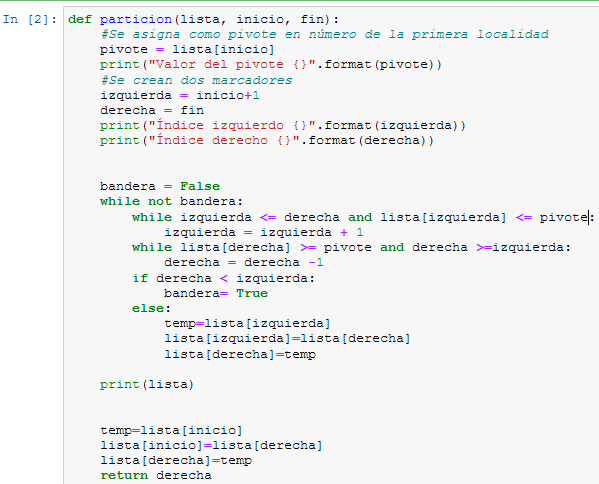 In [2]: def particion(lista, inicio, fin):
    #Se asigna como pivote en número de la primera localidad
    pivote = lista[inicio]
    print("Valor del pivote {}".format(pivote))
    #Se crean dos marcadores
    izquierda = inicio+1
    derecha = fin
    print("Índice izquierdo {}".format(izquierda))
    print("Índice derecho {}".format(derecha))
    bandera = False
    while not bandera:
        while izquierda <= derecha and lista[izquierda] <= pivote:
            izquierda = izquierda + 1
        while lista[derecha] >= pivote and derecha >=izquierda:
            derecha = derecha -1
        if derecha < izquierda:
            bandera= True
        else:
            temp=lista[izquierda]
            lista[izquierda]=lista[derecha]
            lista[derecha]=temp
    print(lista)
    temp=lista[inicio]
    lista[inicio]=lista[derecha]
    lista[derecha]=temp
    return derecha